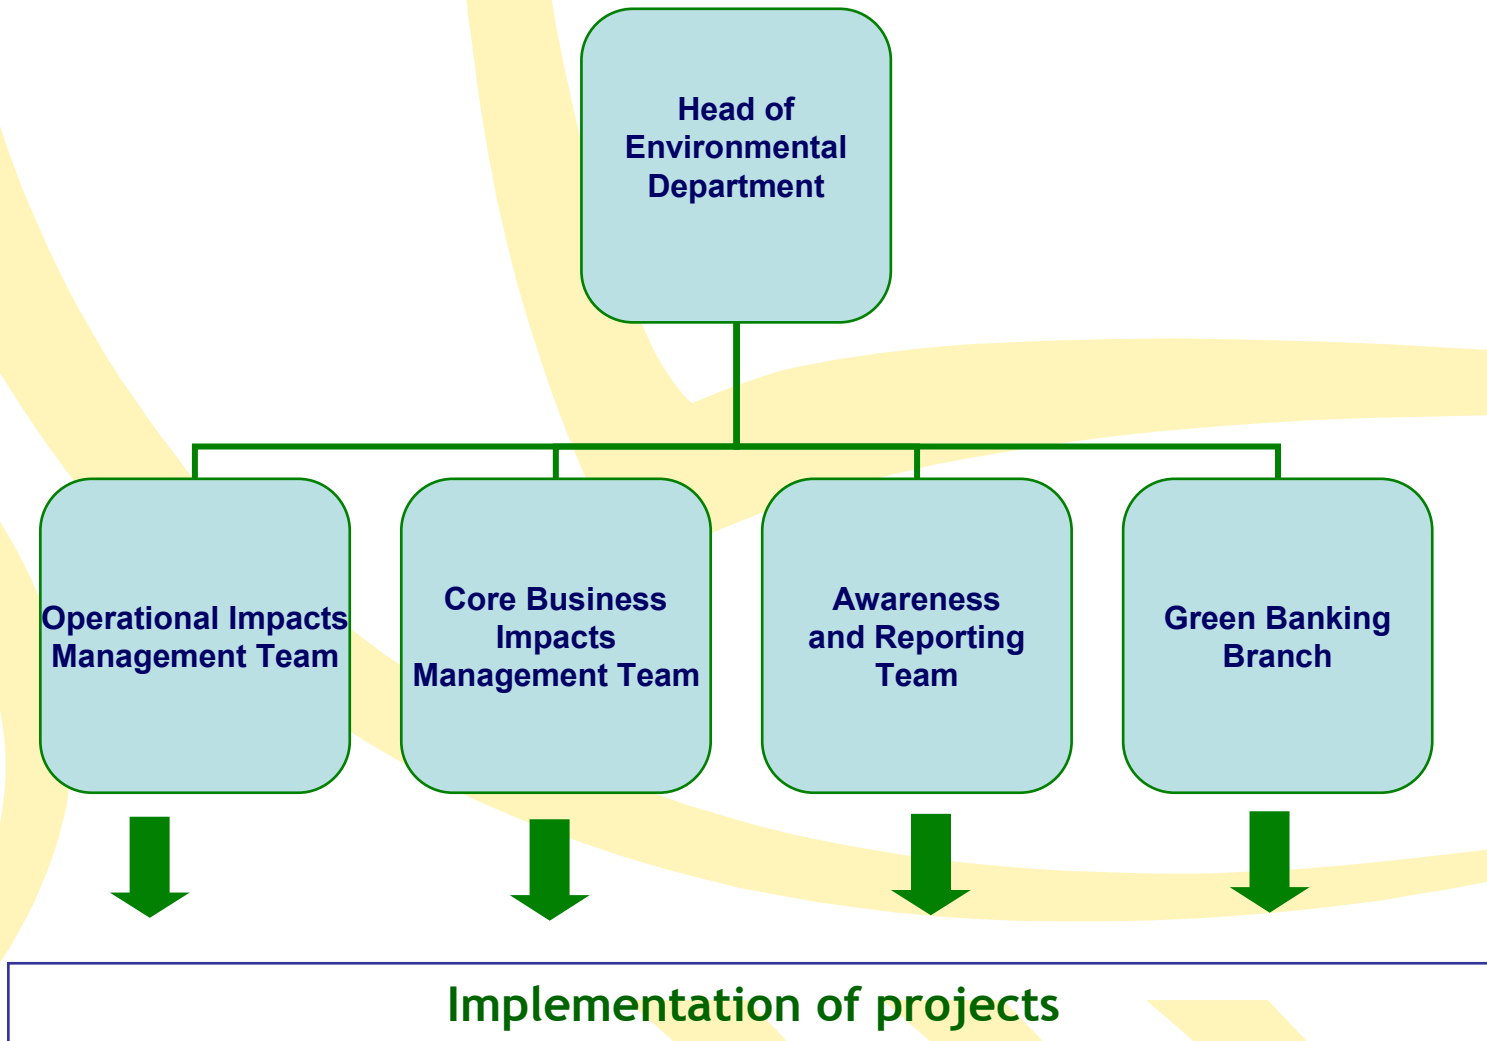 Head of
Environmental
Department
Operational Impacts
Management Team
Core Business
Impacts
Management Team
Awareness
and Reporting
Team
Green Banking
Branch
Implementation of projects